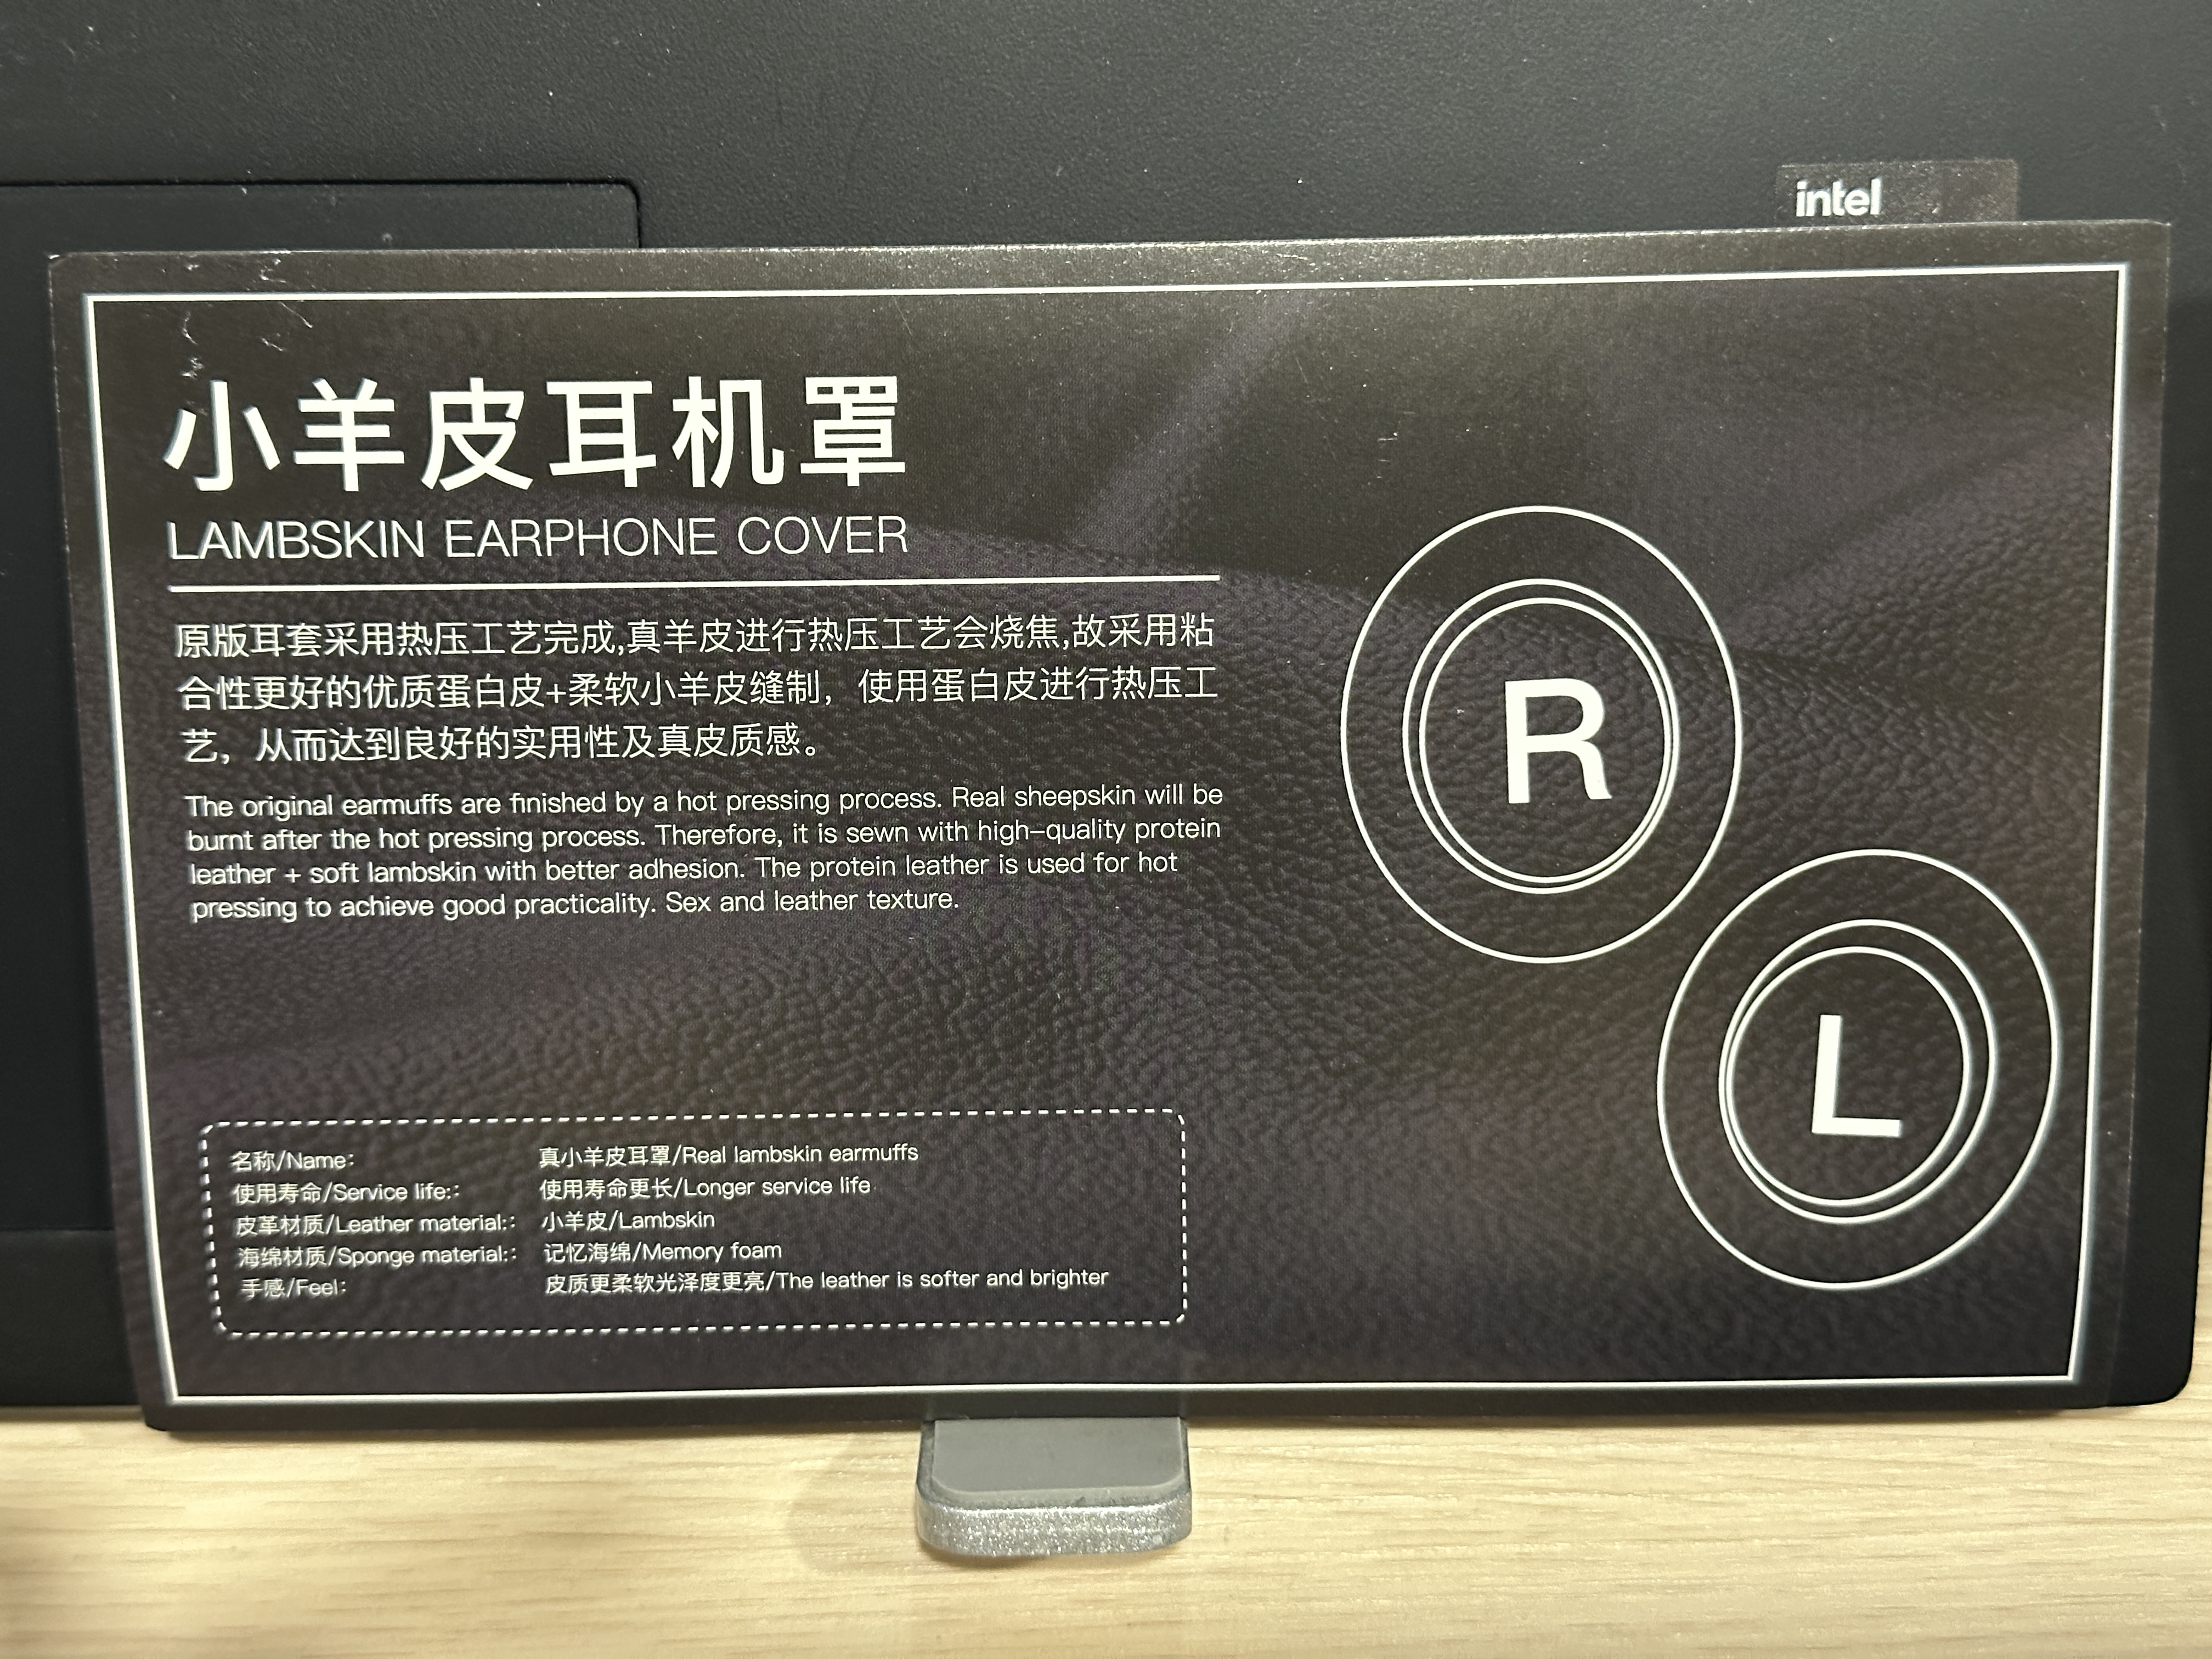 intel
小羊皮耳机罩
LAMBSKIN EARPHONE COVER
原版耳套采用热压工艺完成,真羊皮进行热压工艺会烧焦,故采用粘
合性更好的优质蛋白皮+柔软小羊皮缝制，使用蛋白皮进行热压工
艺，从而达到良好的实用性及真皮质感。
The original earmuffs are finished by a hot pressing process. Real sheepskin will be
burnt after the hot pressing process. Therefore, it is sewn with high-quality protein
leather + soft lambskin with better adhesion. The protein leather is used for hot
pressing to achieve good practicality. Sex and leather texture.
R
L
名称/Name: 真小羊皮耳罩/Real lambskin earmuffs
使用寿命/Service life:: 使用寿命更长/Longer service life
皮革材质/Leather material:: 小羊皮/Lambskin
海绵材质/Sponge material:: 记忆海绵/Memory foam
手感/Feel: 皮质更柔软光泽度更亮/The leather is softer and brighter